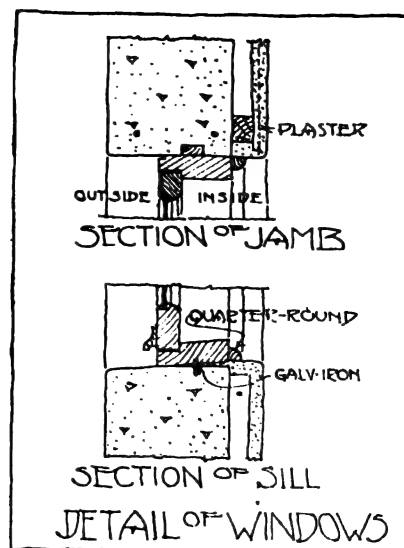 PLASTER
OUTSIDE INSIDE
SECTION OF JAMB
QUARTER-ROUND
GALV. IRON
SECTION OF SILL
DETAIL OF WINDOWS